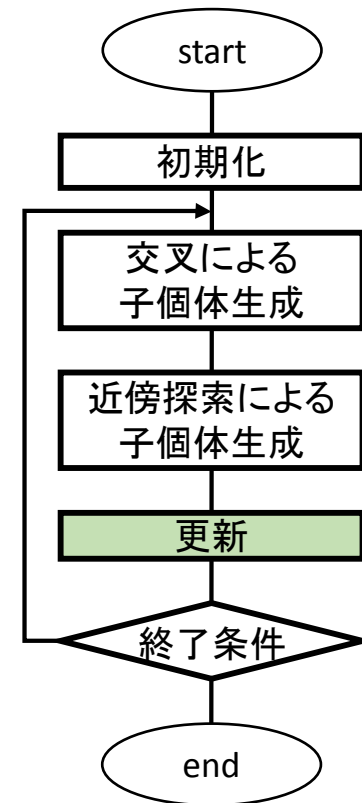 start
初期化
交叉による
子個体生成
近傍探索による
子個体生成
更新
終了条件
end